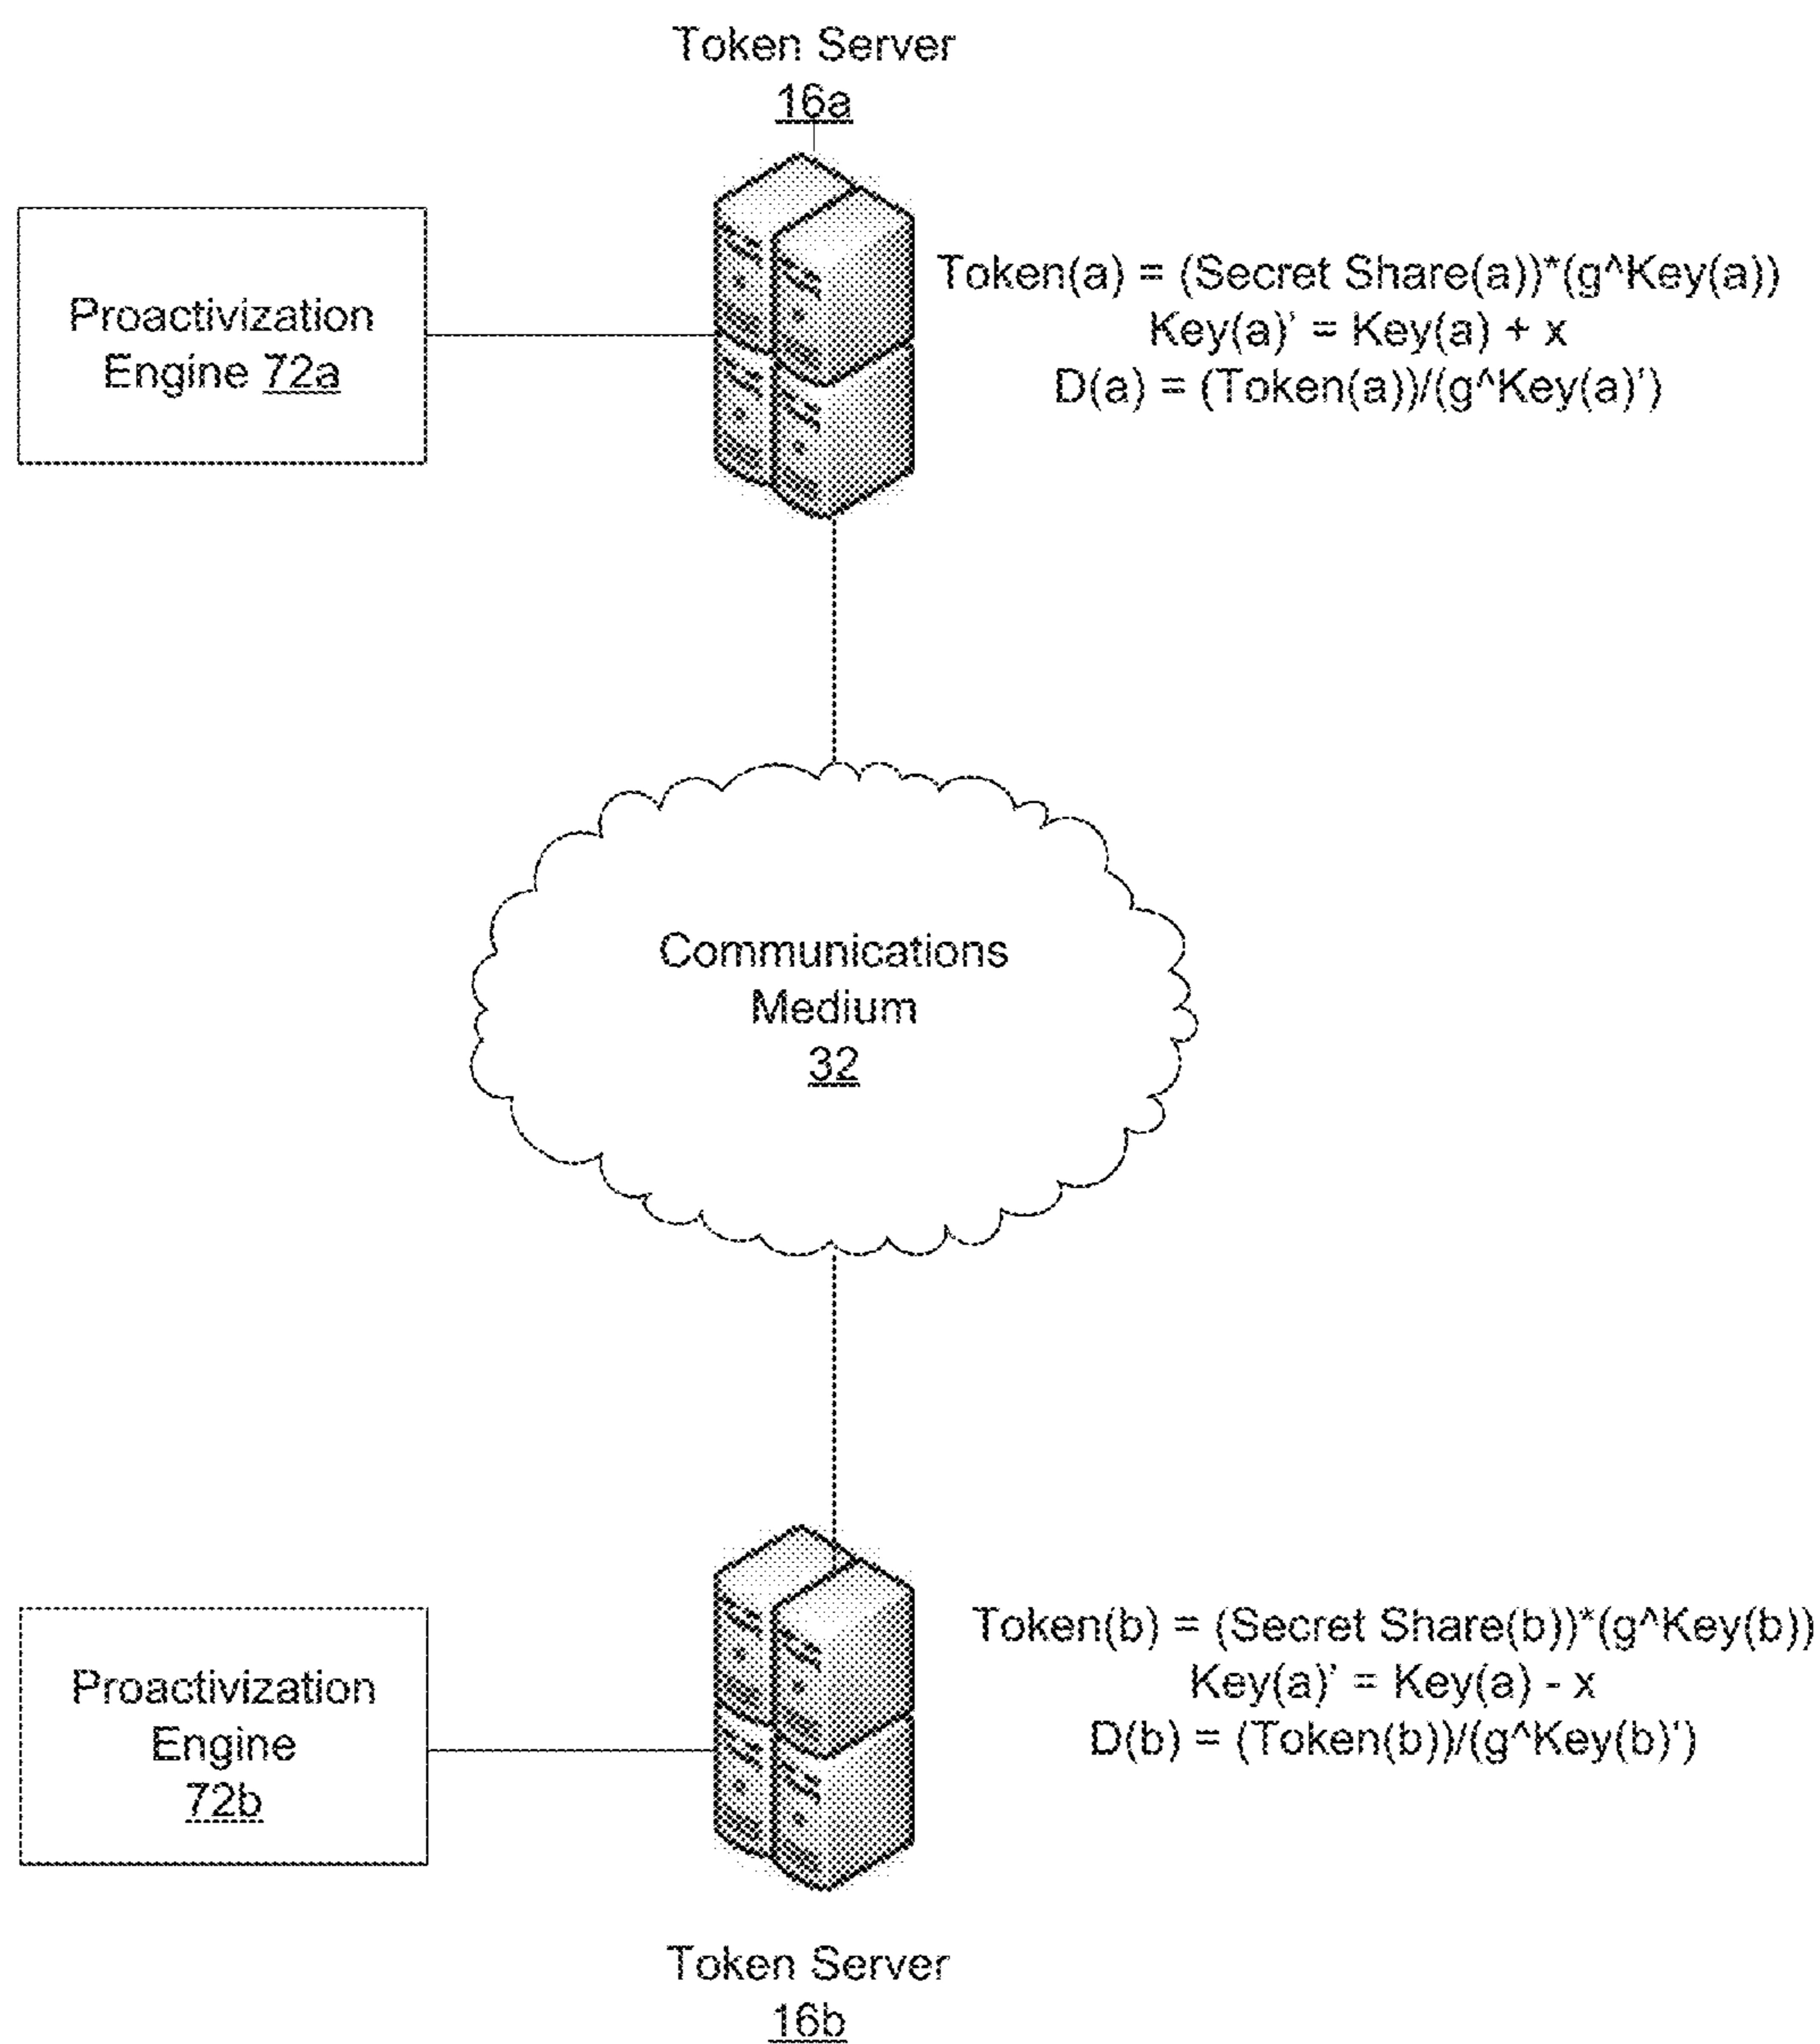 Token Server
16a
Proactivization
Engine 72a
Token(a) = (Secret Share(a))*(g^Key(a))
Key(a)' = Key(a) + x
D(a) = (Token(a))/(g^Key(a)')
Communications
Medium
32
Proactivization
Engine
72b
Token(b) = (Secret Share(b))*(g^Key(b))
Key(a)' = Key(a) - x
D(b) = (Token(b))/(g^Key(b)')
Token Server
16b